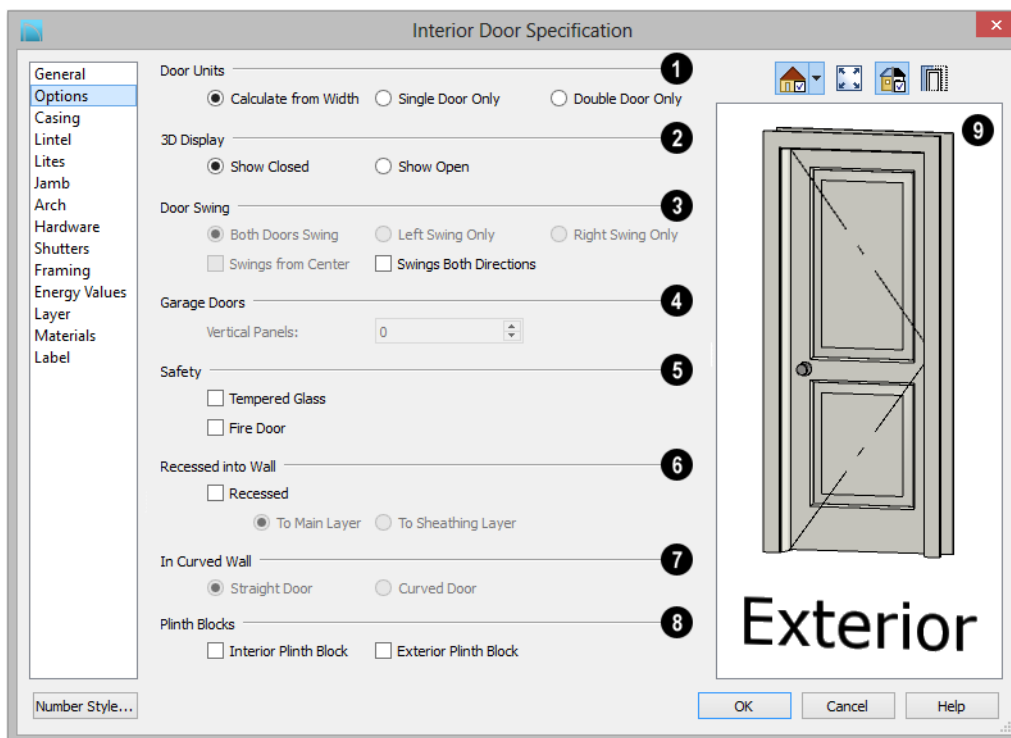 Interior Door Specification
General
Options
Casing
Lintel
Lites
Jamb
Arch
Hardware
Shutters
Framing
Energy Values
Layer
Materials
Label
Number Style...
Door Units 1
Calculate from Width Single Door Only Double Door Only
3D Display 2
Show Closed Show Open
Door Swing 3
Both Doors Swing Left Swing Only Right Swing Only
Swings from Center Swings Both Directions
Garage Doors 4
Vertical Panels: 0
Safety 5
Tempered Glass
Fire Door
Recessed into Wall 6
Recessed
To Main Layer To Sheathing Layer
In Curved Wall 7
Straight Door Curved Door
Plinth Blocks 8
Interior Plinth Block Exterior Plinth Block
9
Exterior
OK Cancel Help